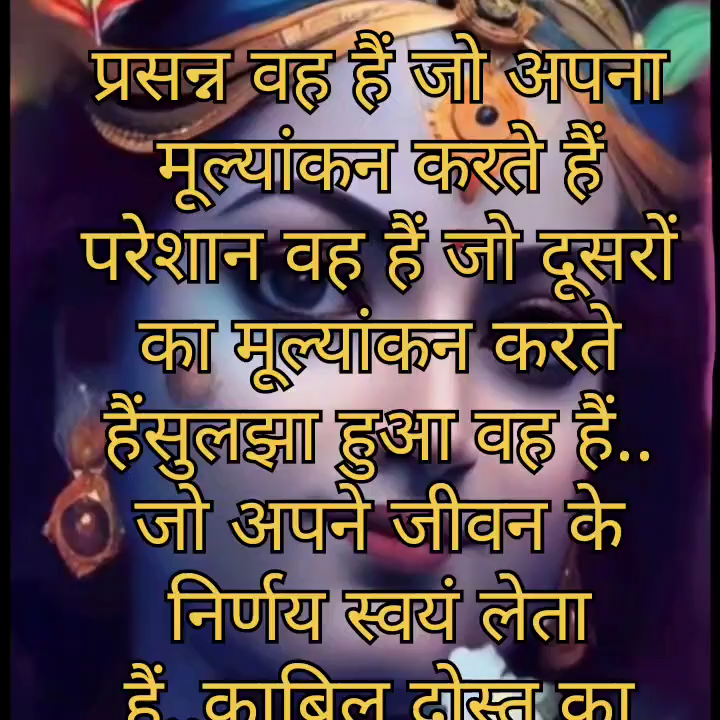 प्रसन्न वह हैं जो अपना
मूल्यांकन करते हैं
परेशान वह हैं जो दूसरों
का मूल्यांकन करते
हैंसुलझा हुआ वह हैं..
जो अपने जीवन के
निर्णय स्वयं लेता
हैं..काबिल दोस्त का